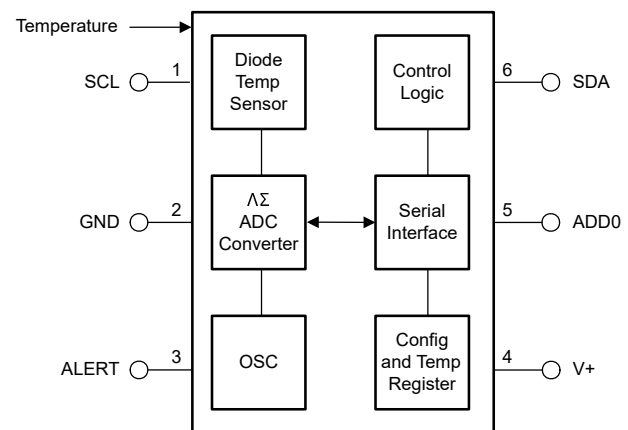 Temperature
SCL
1
Diode
Temp
Sensor
Control
Logic
6
SDA
GND
2
ΛΣ
ADC
Converter
Serial
Interface
5
ADD0
ALERT
3
OSC
Config
and Temp
Register
4
V+